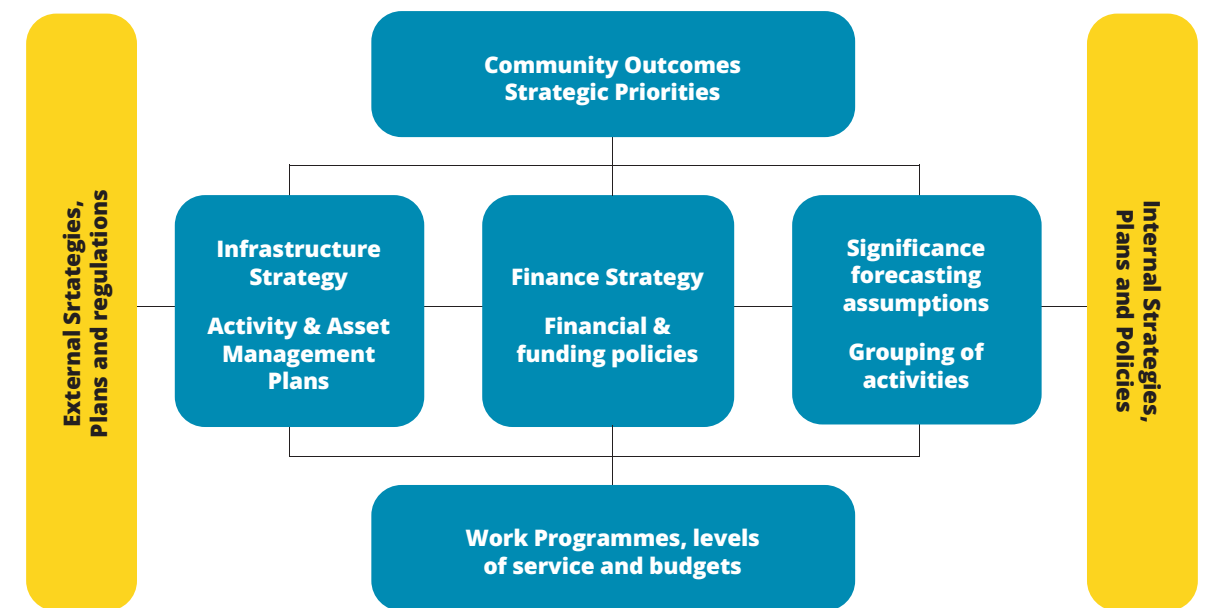 Community Outcomes
Strategic Priorities
External Srtategies,
Plans and regulations
Infrastructure
Strategy
Activity & Asset
Management
Plans
Finance Strategy
Financial &
funding policies
Significance
forecasting
assumptions
Grouping of
activities
Internal Strategies,
Plans and Policies
Work Programmes, levels
of service and budgets